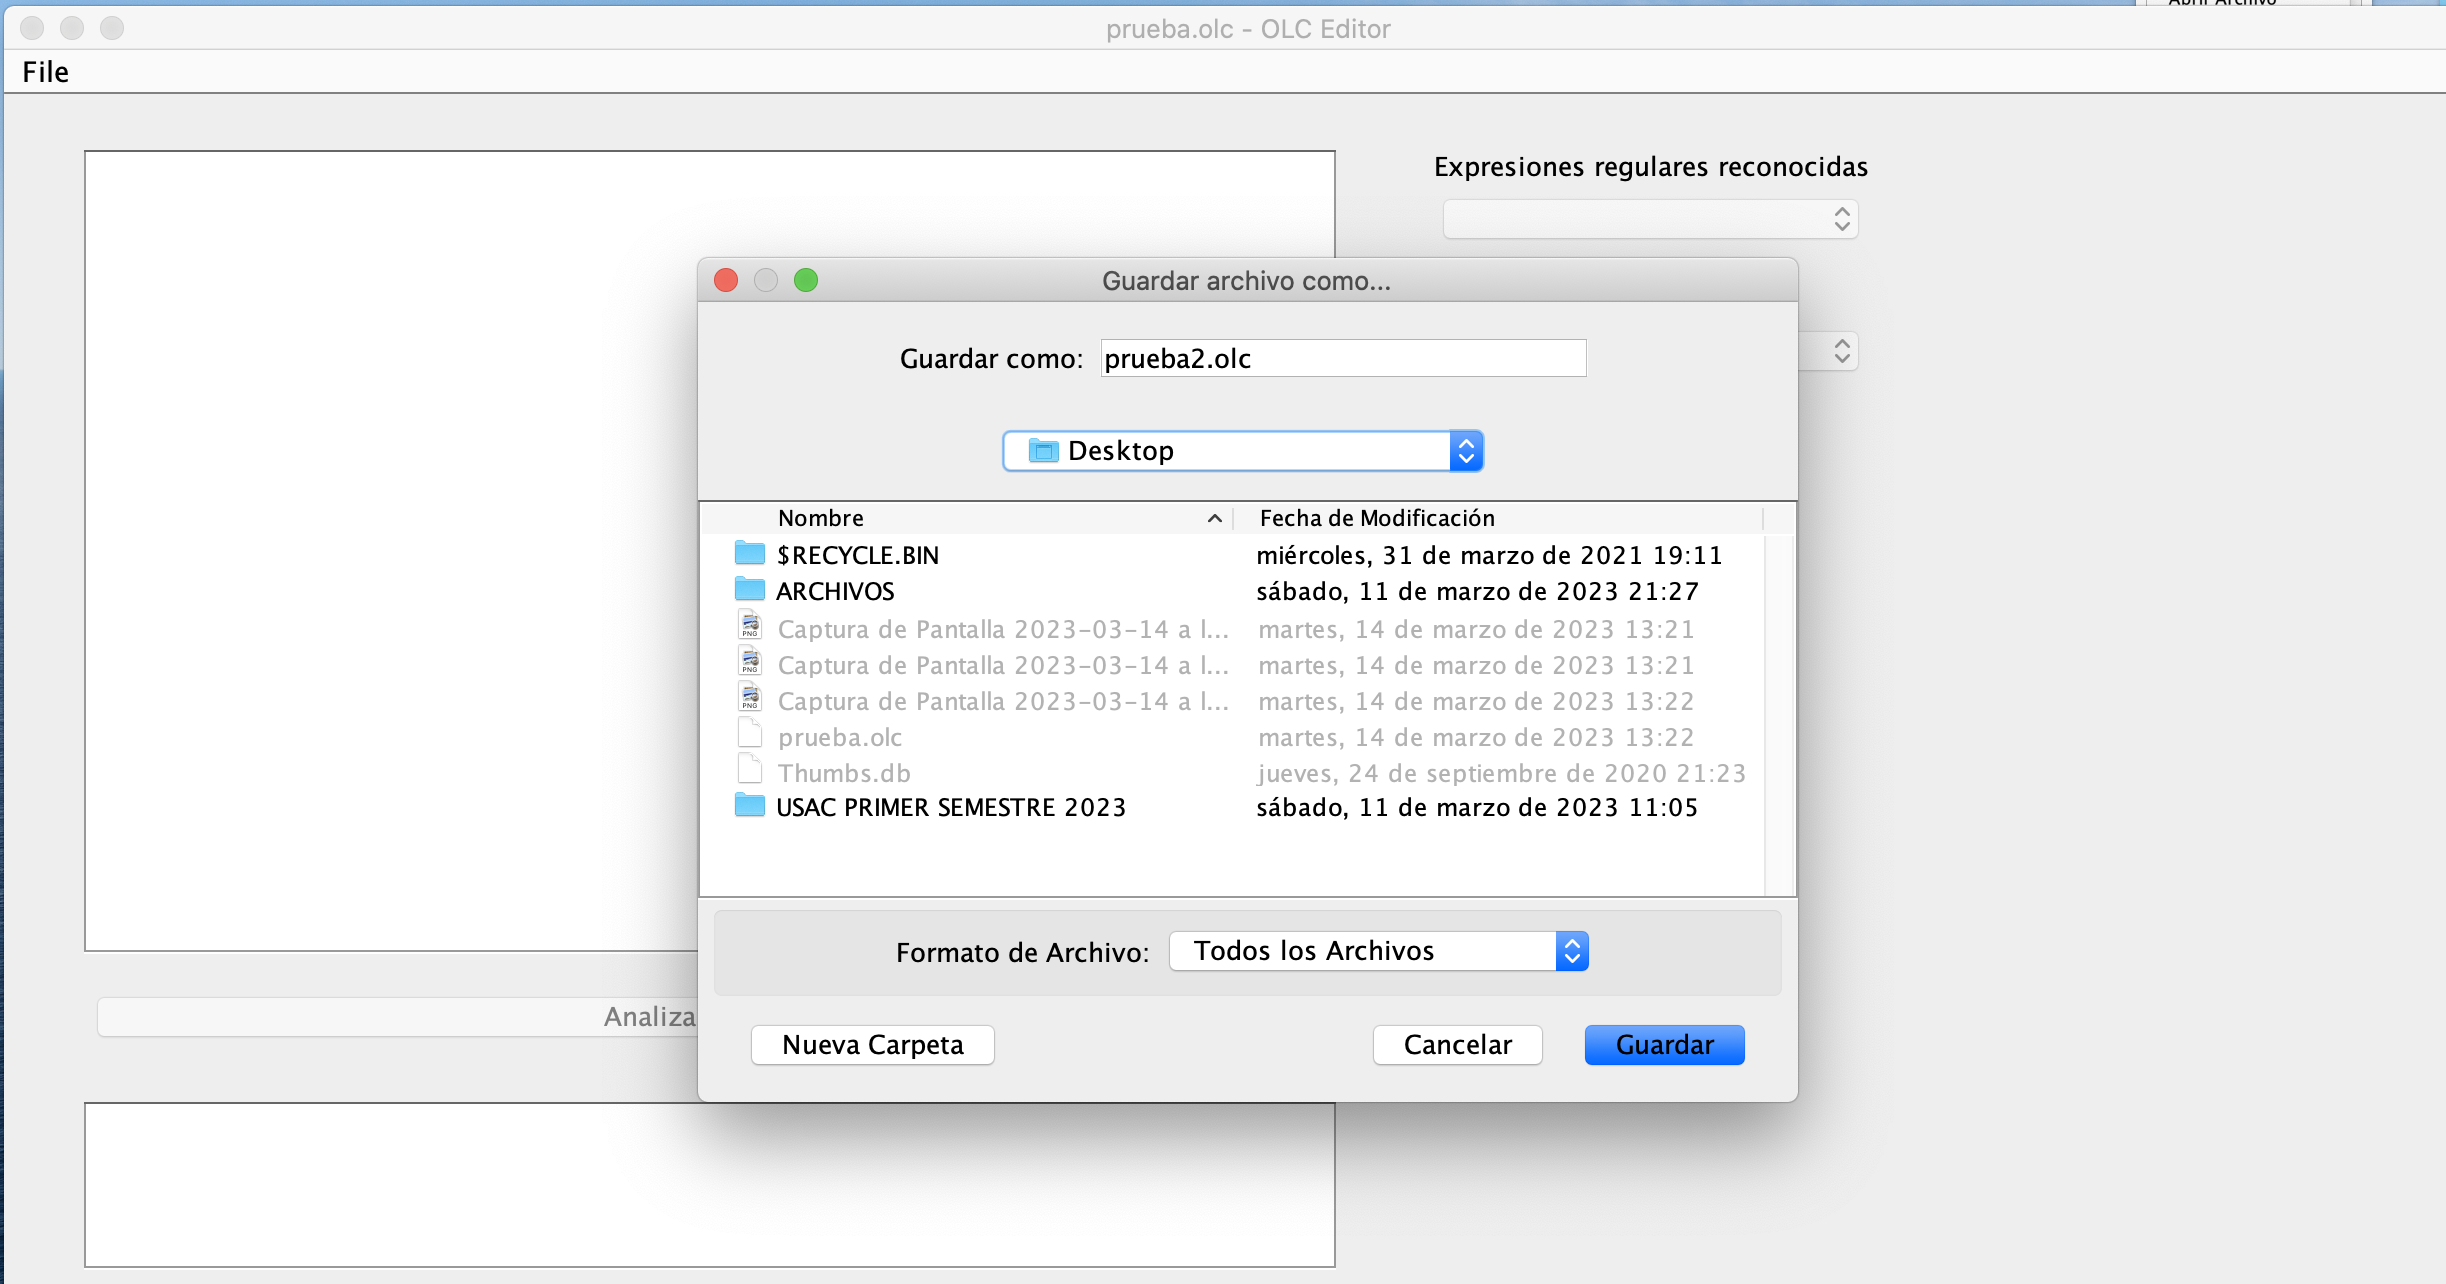 Abrir Archivo
prueba.olc - OLC Editor
File
Expresiones regulares reconocidas
Guardar archivo como...
Guardar como: prueba2.olc
Desktop
Nombre Fecha de Modificación
$RECYCLE.BIN miércoles, 31 de marzo de 2021 19:11
ARCHIVOS sábado, 11 de marzo de 2023 21:27
PNG Captura de Pantalla 2023-03-14 a l... martes, 14 de marzo de 2023 13:21
PNG Captura de Pantalla 2023-03-14 a l... martes, 14 de marzo de 2023 13:21
PNG Captura de Pantalla 2023-03-14 a l... martes, 14 de marzo de 2023 13:22
prueba.olc martes, 14 de marzo de 2023 13:22
Thumbs.db jueves, 24 de septiembre de 2020 21:23
USAC PRIMER SEMESTRE 2023 sábado, 11 de marzo de 2023 11:05
Formato de Archivo: Todos los Archivos
Analiza
Nueva Carpeta Cancelar Guardar